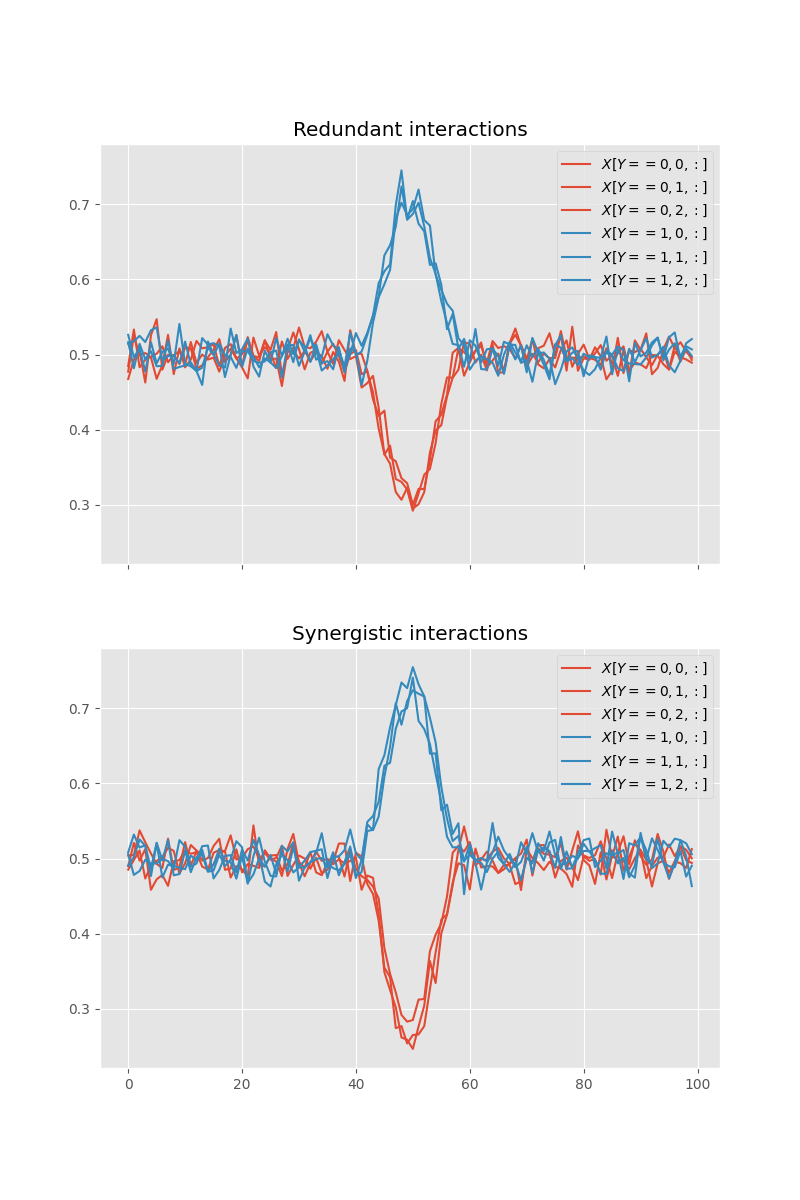 Redundant interactions
X[Y==0,0,:]
X[Y==0,1,:]
X[Y==0,2,:]
X[Y==1,0,:]
X[Y==1,1,:]
X[Y==1,2,:]
0.7
0.6
0.5
0.4
0.3
Synergistic interactions
X[Y==0,0,:]
X[Y==0,1,:]
X[Y==0,2,:]
X[Y==1,0,:]
X[Y==1,1,:]
X[Y==1,2,:]
0.7
0.6
0.5
0.4
0.3
0 20 40 60 80 100